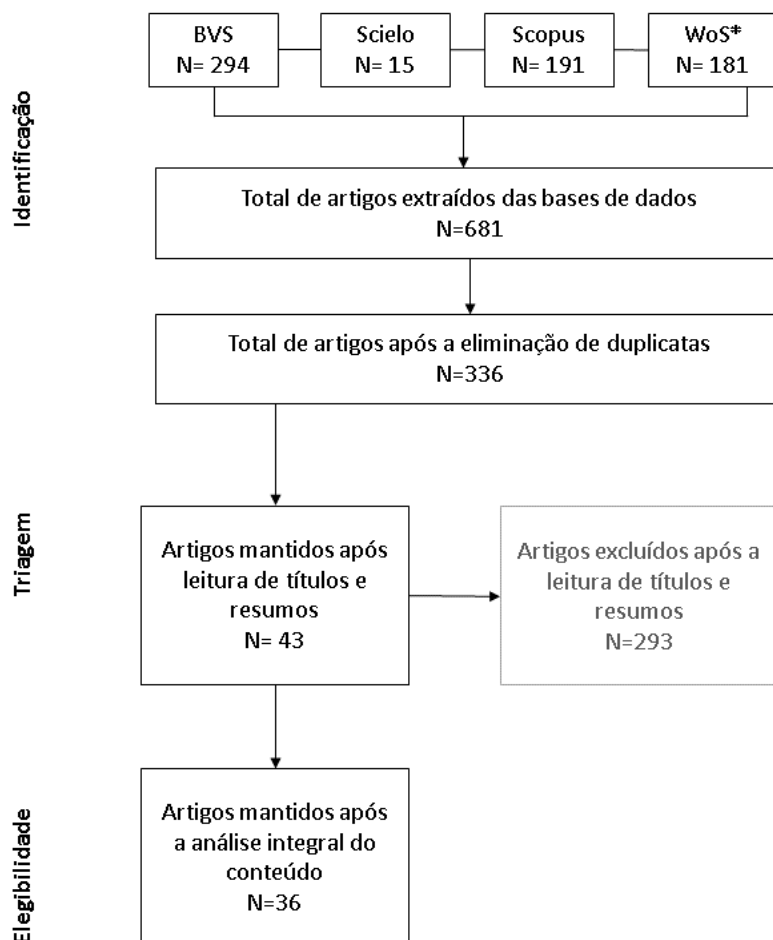 BVS
N= 294
Scielo
N= 15
Scopus
N= 191
WoS*
N= 181
Identificação
Total de artigos extraídos das bases de dados
N=681
Total de artigos após a eliminação de duplicatas
N=336
Triagem
Artigos mantidos após
leitura de títulos e
resumos
N= 43
Artigos excluídos após a
leitura de títulos e
resumos
N=293
Elegibilidade
Artigos mantidos após
a análise integral do
conteúdo
N=36